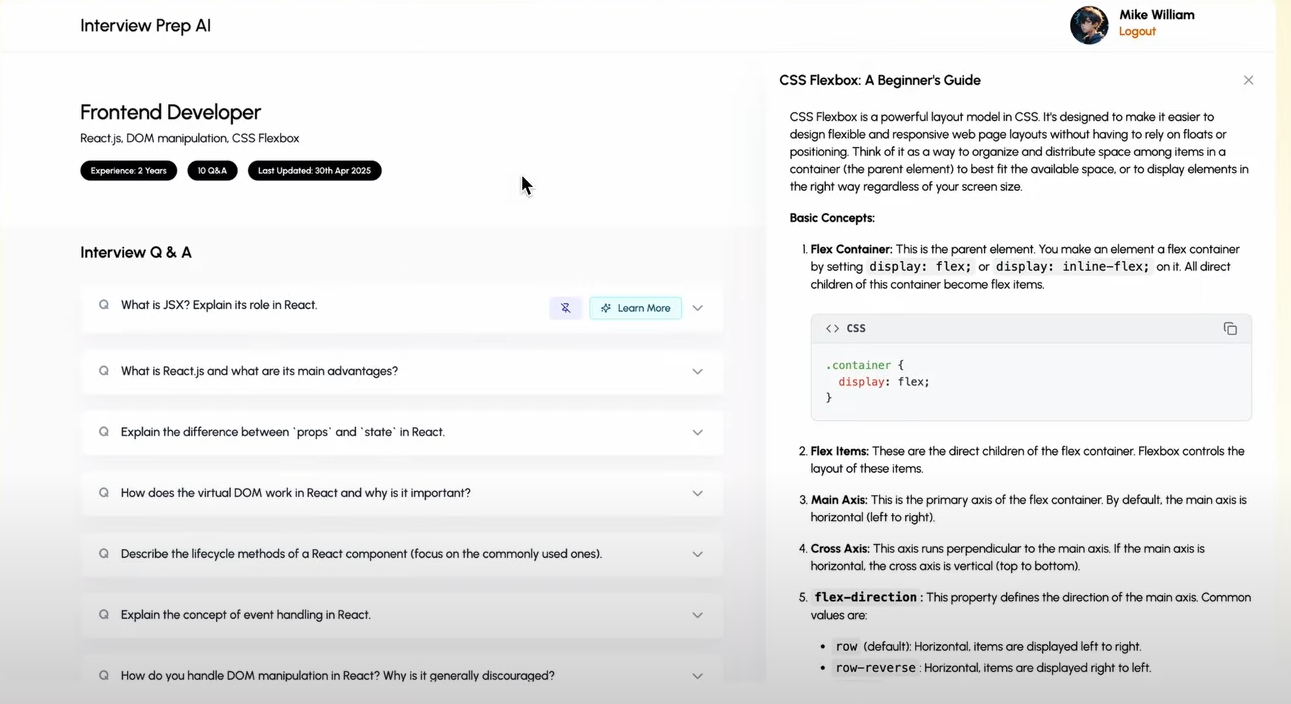 Interview Prep AI
Mike William
Logout
Frontend Developer
React.js, DOM manipulation, CSS Flexbox
Experience: 2 Years
10 Q&A
Last Updated: 30th Apr 2025
Interview Q & A
Q What is JSX? Explain its role in React.
Learn More
Q What is React.js and what are its main advantages?
Q Explain the difference between `props` and `state` in React.
Q How does the virtual DOM work in React and why is it important?
Q Describe the lifecycle methods of a React component (focus on the commonly used ones).
Q Explain the concept of event handling in React.
Q How do you handle DOM manipulation in React? Why is it generally discouraged?
CSS Flexbox: A Beginner's Guide
CSS Flexbox is a powerful layout model in CSS. It's designed to make it easier to
design flexible and responsive web page layouts without having to rely on floats or
positioning. Think of it as a way to organize and distribute space among items in a
container (the parent element) to best fit the available space, or to display elements in
the right way regardless of your screen size.
Basic Concepts:
1. Flex Container: This is the parent element. You make an element a flex container
by setting display: flex; or display: inline-flex; on it. All direct
children of this container become flex items.
<> CSS
.container {
  display: flex;
}
2. Flex Items: These are the direct children of the flex container. Flexbox controls the
layout of these items.
3. Main Axis: This is the primary axis of the flex container. By default, the main axis is
horizontal (left to right).
4. Cross Axis: This axis runs perpendicular to the main axis. If the main axis is
horizontal, the cross axis is vertical (top to bottom).
5. flex-direction: This property defines the direction of the main axis. Common
values are:
• row (default): Horizontal, items are displayed left to right.
• row-reverse: Horizontal, items are displayed right to left.